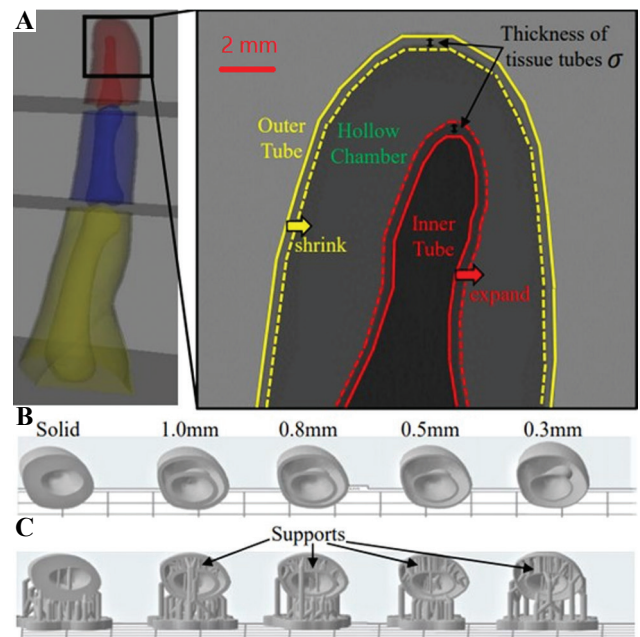 A
2 mm
Thickness of
tissue tubes σ
Outer
Tube
Hollow
Chamber
shrink
Inner
Tube
expand
B
Solid 1.0mm 0.8mm 0.5mm 0.3mm
C
Supports